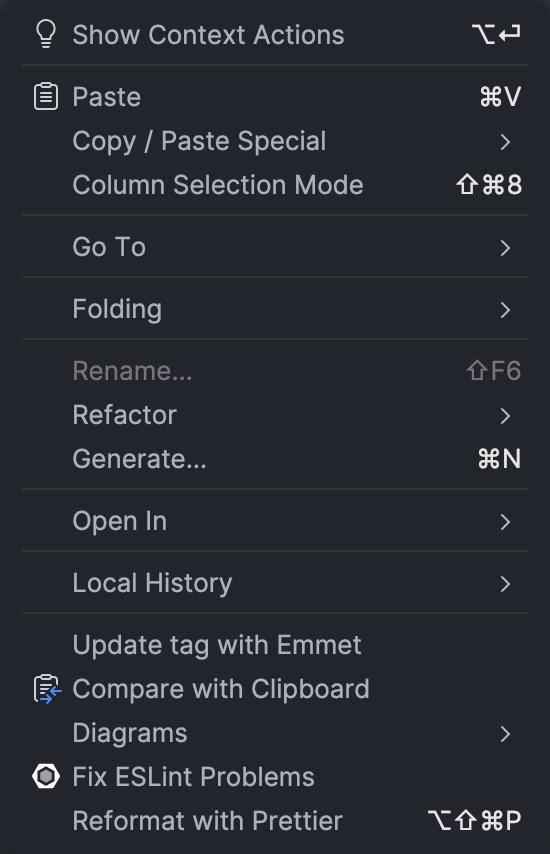 Show Context Actions ⌥⏎
Paste ⌘V
Copy / Paste Special
Column Selection Mode ⇧⌘8
Go To
Folding
Rename... ⇧F6
Refactor
Generate... ⌘N
Open In
Local History
Update tag with Emmet
Compare with Clipboard
Diagrams
Fix ESLint Problems
Reformat with Prettier ⌥⇧⌘P